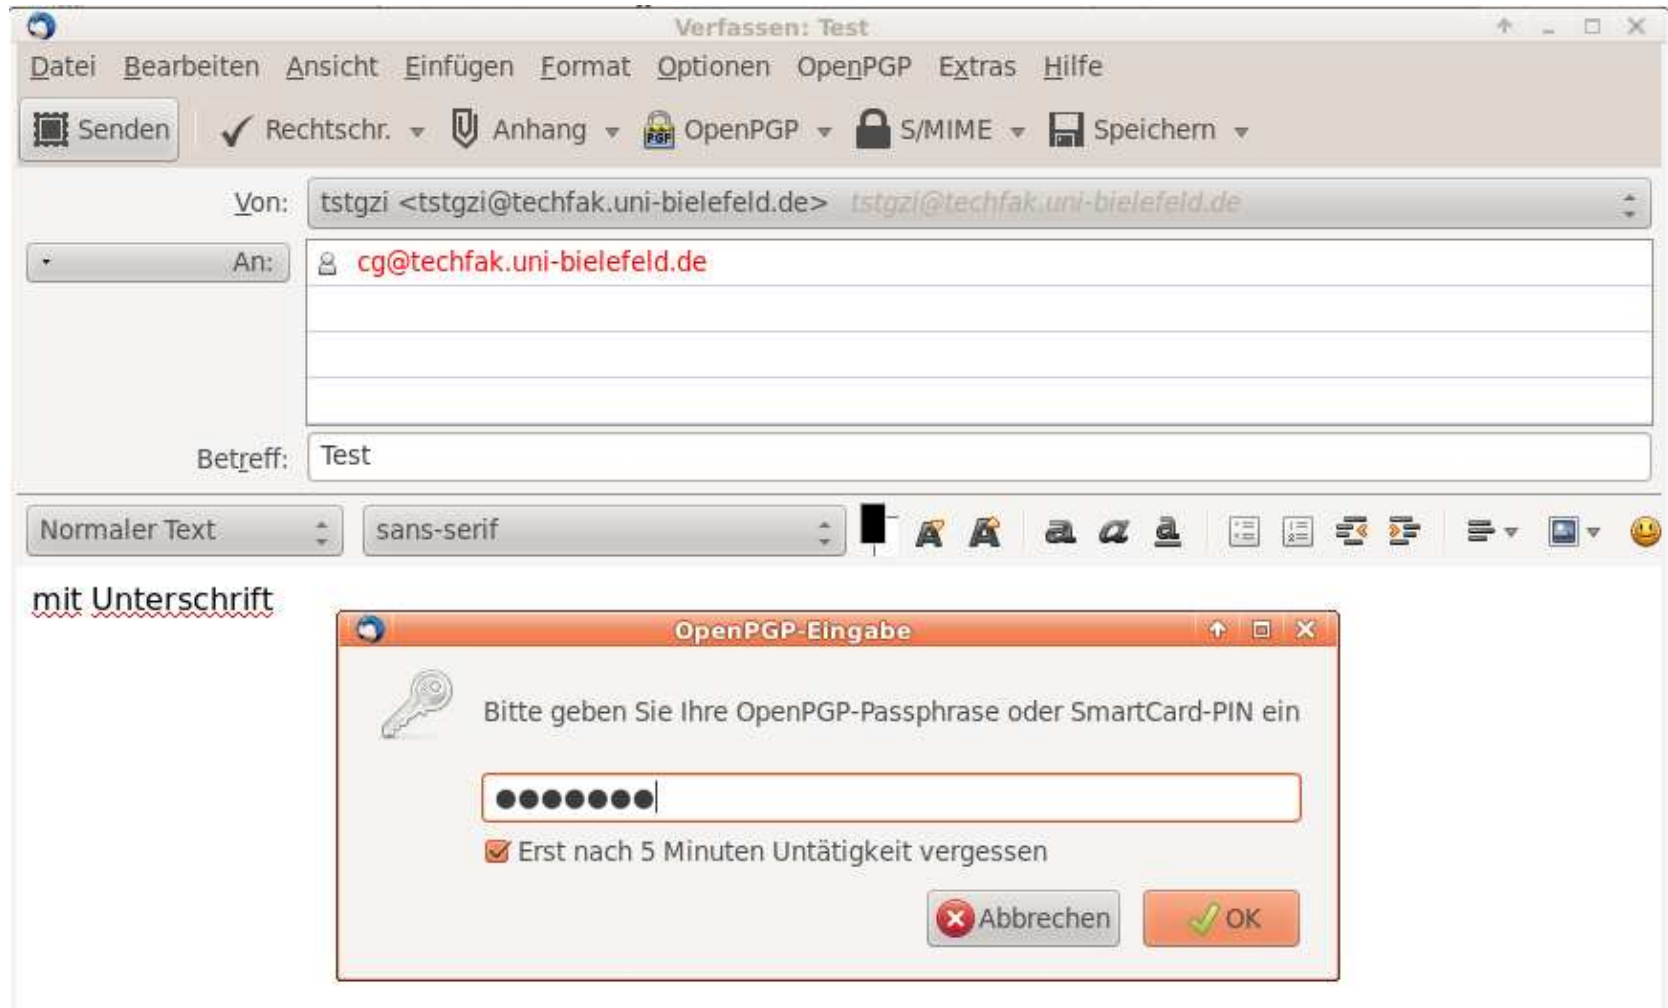 Verfassen: Test
Datei Bearbeiten Ansicht Einfügen Format Optionen OpenPGP Extras Hilfe
Senden Rechtschr. Anhang PGP OpenPGP S/MIME Speichern
Von: tstgzi <tstgzi@techfak.uni-bielefeld.de> tstgzi@techfak.uni-bielefeld.de
An: cg@techfak.uni-bielefeld.de
Betreff: Test
Normaler Text sans-serif A A a a a
mit Unterschrift
OpenPGP-Eingabe
Bitte geben Sie Ihre OpenPGP-Passphrase oder SmartCard-PIN ein
●●●●●●●
Erst nach 5 Minuten Untätigkeit vergessen
Abbrechen OK